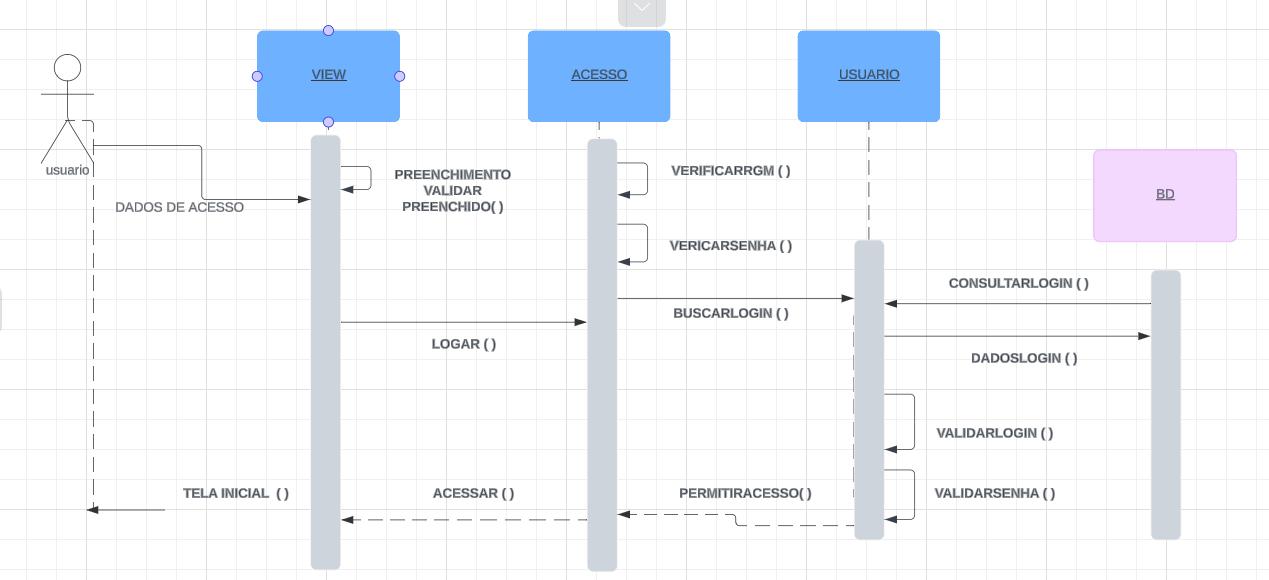 VIEW
ACESSO
USUARIO
BD
usuario
DADOS DE ACESSO
PREENCHIMENTO
VALIDAR
PREENCHIDO( )
VERIFICARRGM ( )
VERICARSENHA ( )
CONSULTARLOGIN ( )
BUSCARLOGIN ( )
LOGAR ( )
DADOSLOGIN ( )
VALIDARLOGIN ( )
TELA INICIAL  ( )
ACESSAR ( )
PERMITIRACESSO( )
VALIDARSENHA ( )